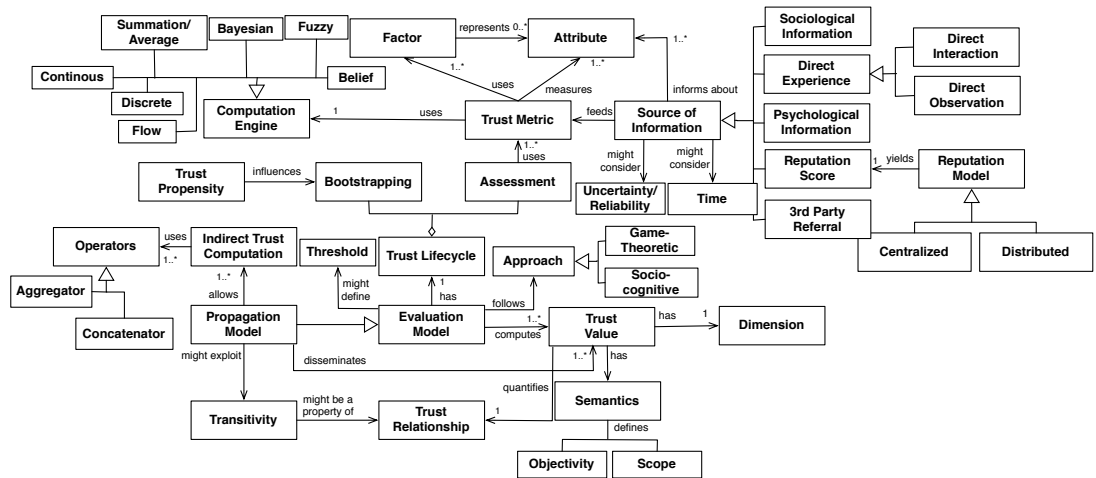 Summation/
Average
Bayesian
Fuzzy
Continous
Discrete
Flow
Belief
Computation
Engine
Factor
represents 0..*
Attribute
1..*
1..*
1..*
uses
measures
informs about
1
uses
Trust Metric
feeds
Source of
Information
Sociological
Information
Direct
Experience
Direct
Interaction
Direct
Observation
Psychological
Information
Reputation
Score
1
yields
Reputation
Model
3rd Party
Referral
Centralized
Distributed
might
consider
might
consider
Uncertainty/
Reliability
Time
1..*
uses
Trust
Propensity
influences
Bootstrapping
Assessment
Operators
uses
1..*
Indirect Trust
Computation
Threshold
Trust Lifecycle
Approach
Game-
Theoretic
Socio-
cognitive
Aggregator
Concatenator
1..*
allows
might
define
1
has
follows
Propagation
Model
Evaluation
Model
1..*
computes
Trust
Value
has
1
Dimension
might exploit
disseminates
1..*
has
quantifies
Semantics
Transitivity
might be a
property of
Trust
Relationship
1
defines
Objectivity
Scope